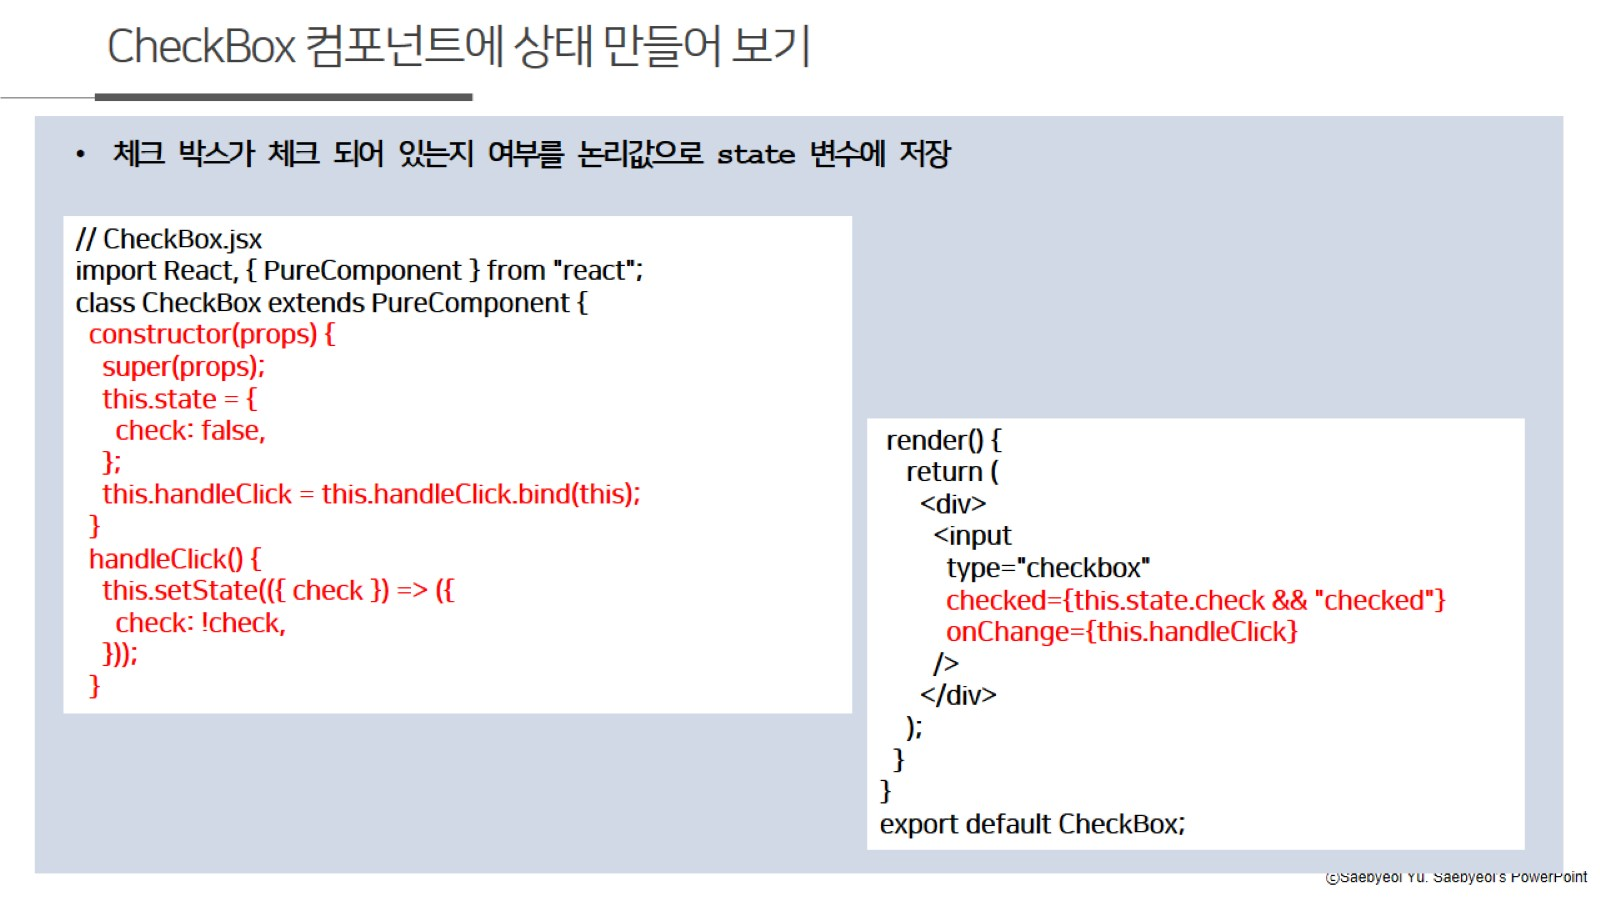 CheckBox 컴포넌트에 상태 만들어 보기
• 체크 박스가 체크 되어 있는지 여부를 논리값으로 state 변수에 저장
// CheckBox.jsx
import React, { PureComponent } from "react";
class CheckBox extends PureComponent {
constructor(props) {
super(props);
this.state = {
check: false,
};
this.handleClick = this.handleClick.bind(this);
}
handleClick() {
this.setState(({ check }) => ({
check: !check,
}));
}
render() {
return (
<div>
<input
type="checkbox"
checked={this.state.check && "checked"}
onChange={this.handleClick}
/>
</div>
);
}
}
export default CheckBox;
ⓒSaebyeol Yu. Saebyeol's PowerPoint